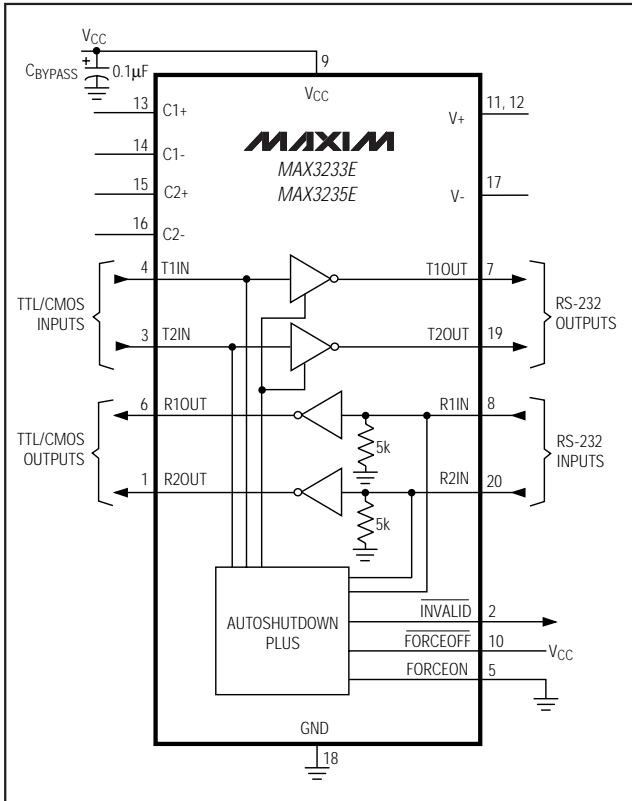 VCC
CBYPASS + 0.1µF
9
VCC
13 C1+
V+ 11, 12
MAXIM
MAX3233E
MAX3235E
14 C1-
15 C2+
V- 17
16 C2-
TTL/CMOS
INPUTS
4 T1IN
T1OUT 7
3 T2IN
T2OUT 19
RS-232
OUTPUTS
TTL/CMOS
OUTPUTS
6 R1OUT
R1IN 8
5k
1 R2OUT
R2IN 20
5k
RS-232
INPUTS
AUTOSHUTDOWN
PLUS
INVALID 2
FORCEOFF 10 VCC
FORCEON 5
GND
18